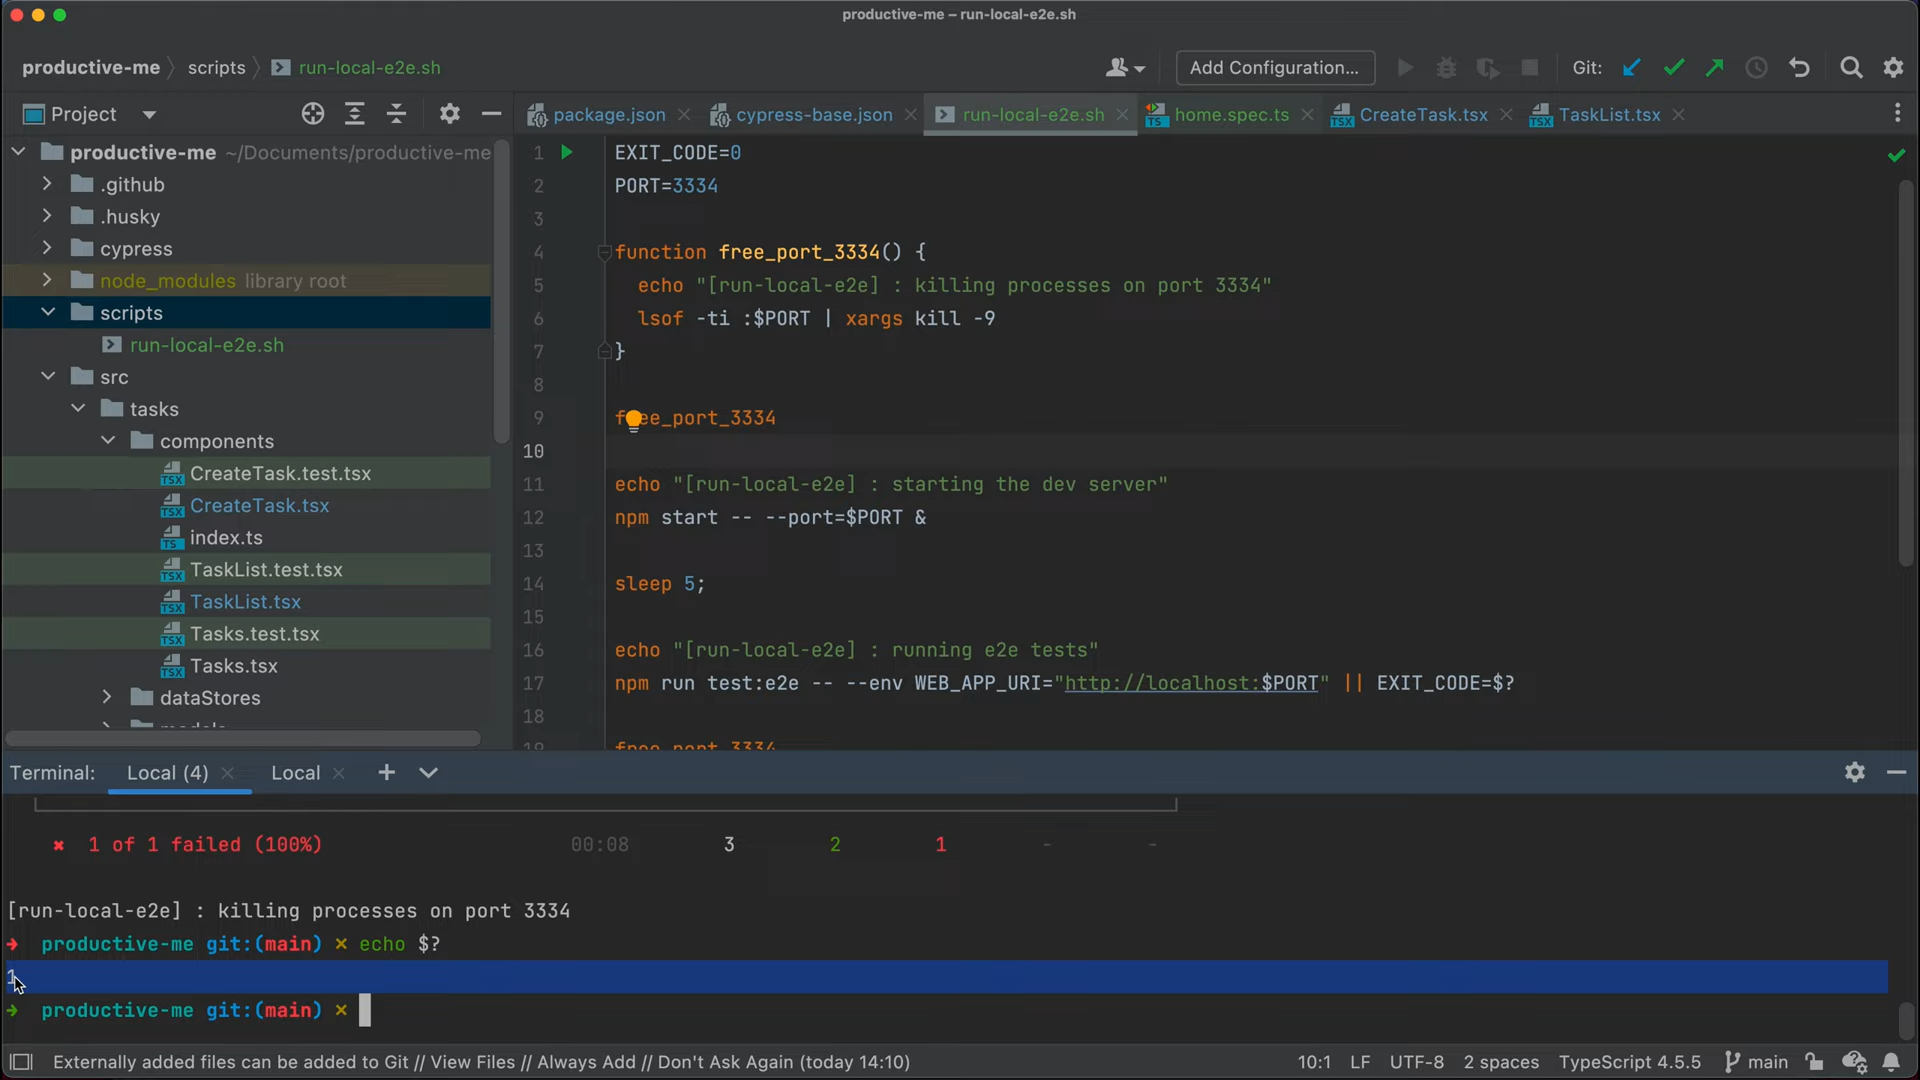 productive-me – run-local-e2e.sh
productive-me scripts run-local-e2e.sh
Add Configuration...
Git:
Project
package.json
cypress-base.json
run-local-e2e.sh
home.spec.ts
CreateTask.tsx
TaskList.tsx
productive-me ~/Documents/productive-me
.github
.husky
cypress
node_modules library root
scripts
run-local-e2e.sh
src
tasks
components
CreateTask.test.tsx
CreateTask.tsx
index.ts
TaskList.test.tsx
TaskList.tsx
Tasks.test.tsx
Tasks.tsx
dataStores
models
1 EXIT_CODE=0
2 PORT=3334
3
4 function free_port_3334() {
5 echo "[run-local-e2e] : killing processes on port 3334"
6 lsof -ti :$PORT | xargs kill -9
7 }
8
9 free_port_3334
10
11 echo "[run-local-e2e] : starting the dev server"
12 npm start -- --port=$PORT &
13
14 sleep 5;
15
16 echo "[run-local-e2e] : running e2e tests"
17 npm run test:e2e -- --env WEB_APP_URI="http://localhost:$PORT" || EXIT_CODE=$?
18
19 free_port_3334
Terminal: Local (4) Local
✖ 1 of 1 failed (100%) 00:08 3 2 1 - -
[run-local-e2e] : killing processes on port 3334
➜ productive-me git:(main) ✗ echo $?
1
➜ productive-me git:(main) ✗
Externally added files can be added to Git // View Files // Always Add // Don't Ask Again (today 14:10)
10:1 LF UTF-8 2 spaces TypeScript 4.5.5 main